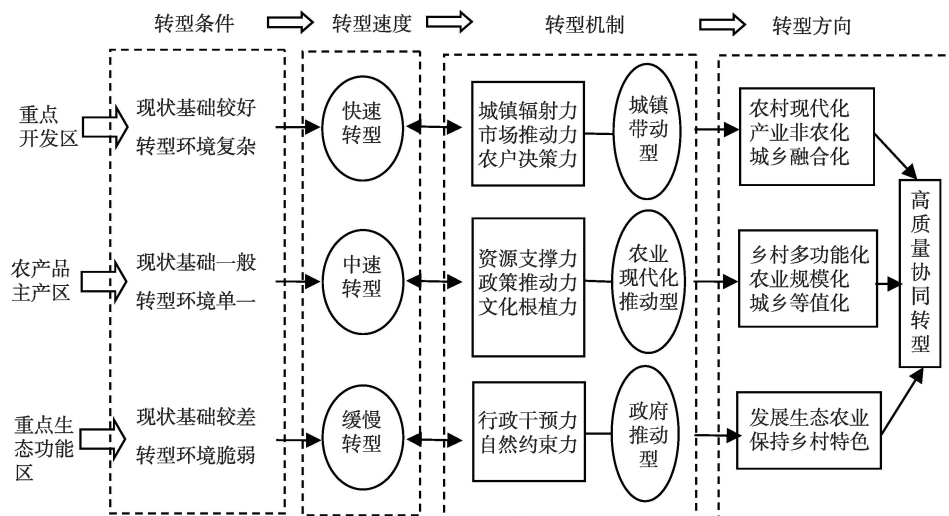 转型条件
转型速度
转型机制
转型方向
重点
开发区
现状基础较好
转型环境复杂
快速
转型
城镇辐射力
市场推动力
农户决策力
城镇
带动
型
农村现代化
产业非农化
城乡融合化
农产品
主产区
现状基础一般
转型环境单一
中速
转型
资源支撑力
政策推动力
文化根植力
农业
现代化
推动型
乡村多功能化
农业规模化
城乡等值化
重点生
态功能
区
现状基础较差
转型环境脆弱
缓慢
转型
行政干预力
自然约束力
政府
推动
型
发展生态农业
保持乡村特色
高
质
量
协
同
转
型